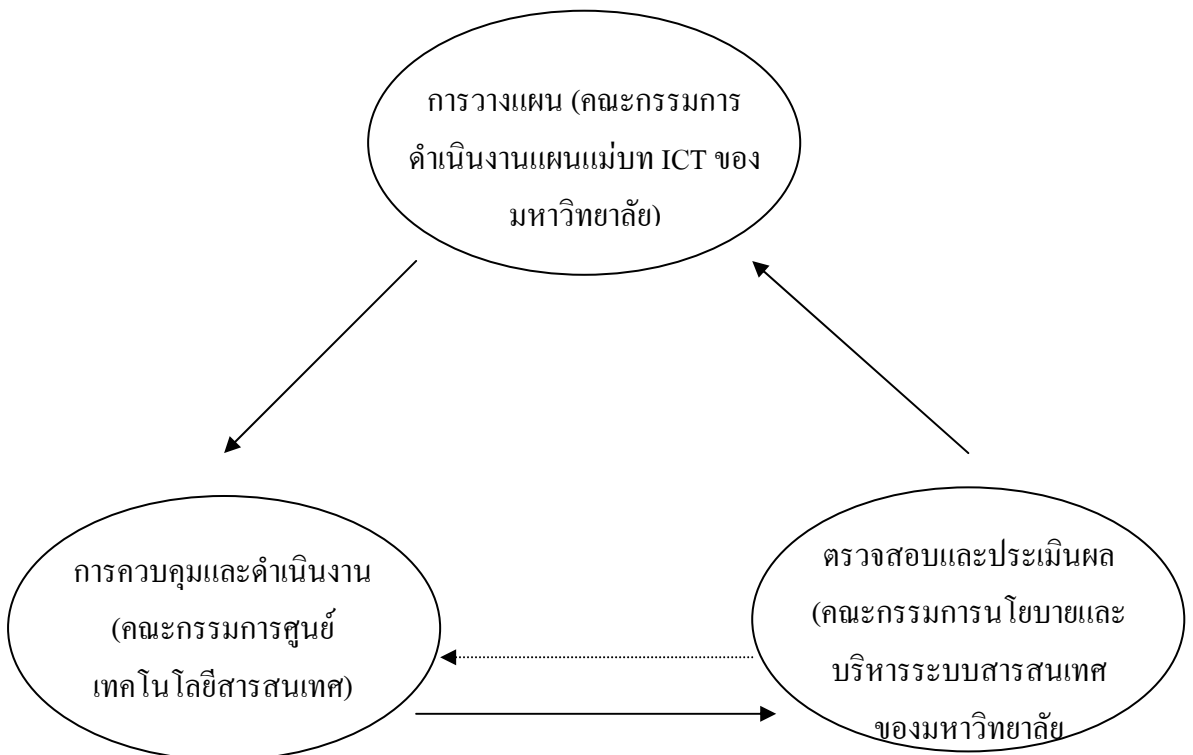 การวางแผน (คณะกรรมการ
ดำเนินงานแผนแม่บท ICT ของ
มหาวิทยาลัย)
การควบคุมและดำเนินงาน
(คณะกรรมการศูนย์
เทคโนโลยีสารสนเทศ)
ตรวจสอบและประเมินผล
(คณะกรรมการนโยบายและ
บริหารระบบสารสนเทศ
ของมหาวิทยาลัย